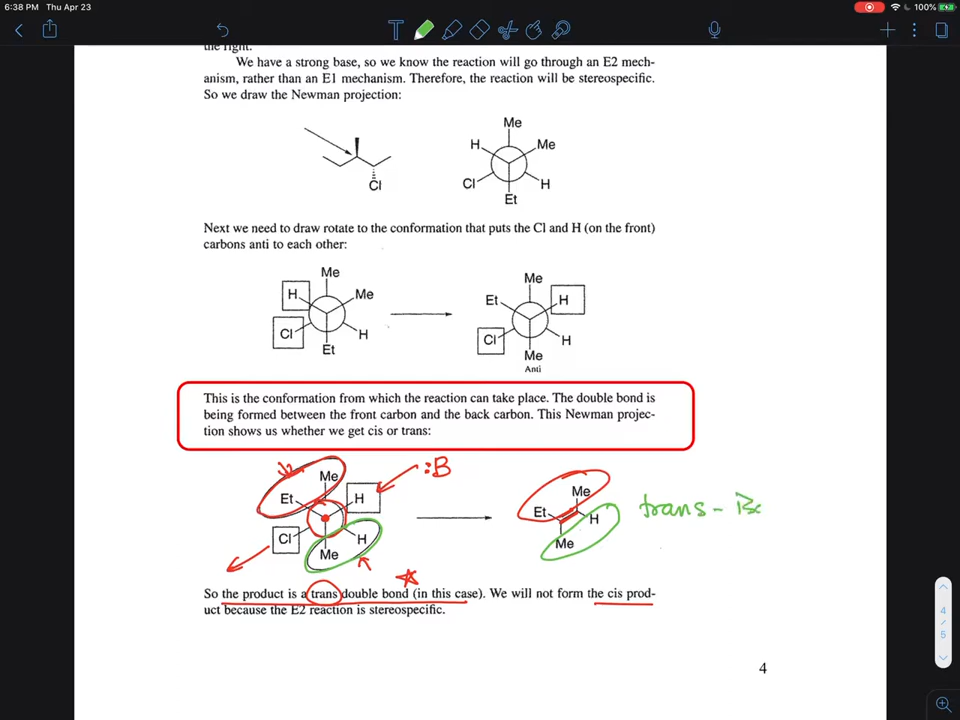 6:38 PM Thu Apr 23
100%
the right.
We have a strong base, so we know the reaction will go through an E2 mech-
anism, rather than an E1 mechanism. Therefore, the reaction will be stereospecific.
So we draw the Newman projection:
Me
H
Me
Cl
Cl
H
Et
Next we need to draw rotate to the conformation that puts the Cl and H (on the front)
carbons anti to each other:
Me
H
Me
Cl
H
Et
Me
Et
H
Cl
H
Me
Anti
This is the conformation from which the reaction can take place. The double bond is
being formed between the front carbon and the back carbon. This Newman projec-
tion shows us whether we get cis or trans:
:B
Me
Et
H
Cl
H
Me
Me
Et
H
Me
trans-
So the product is a trans double bond (in this case). We will not form the cis prod-
uct because the E2 reaction is stereospecific.
4
4
/
5
T